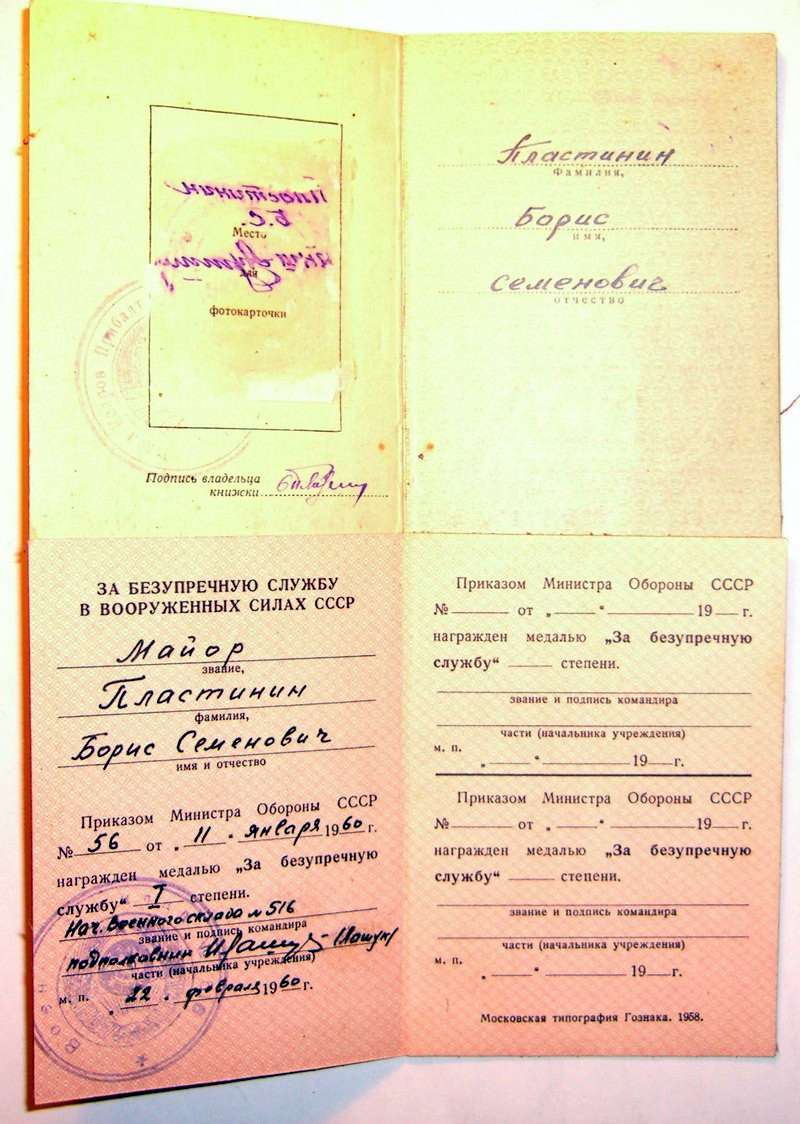 Пластинин
Б.С.
Место
для
фотокарточки
Прибалт
Подпись владельца
книжки
Пластинин
Фамилия,
Борис
имя,
Семенович
отчество
ЗА БЕЗУПРЕЧНУЮ СЛУЖБУ
В ВООРУЖЕННЫХ СИЛАХ СССР
Майор
звание,
Пластинин
фамилия,
Борис Семенович
имя и отчество
Приказом Министра Обороны СССР
№ 56 от „ 11 " января 1960 г.
награжден медалью „За безупречную
службу" I степени.
Нач. Военного склада № 516
звание и подпись командира
подполковник (Лашук)
части (начальника учреждения)
м. п. „ 22 " февраля 1960 г.
Приказом Министра Обороны СССР
№ от „ " 19 г.
награжден медалью „За безупречную
службу" степени.
звание и подпись командира
части (начальника учреждения)
м. п.
„ " 19 г.
Приказом Министра Обороны СССР
№ от „ " 19 г.
награжден медалью „За безупречную
службу" степени.
звание и подпись командира
части (начальника учреждения)
м. п.
„ " 19 г.
Московская типография Гознака. 1958.